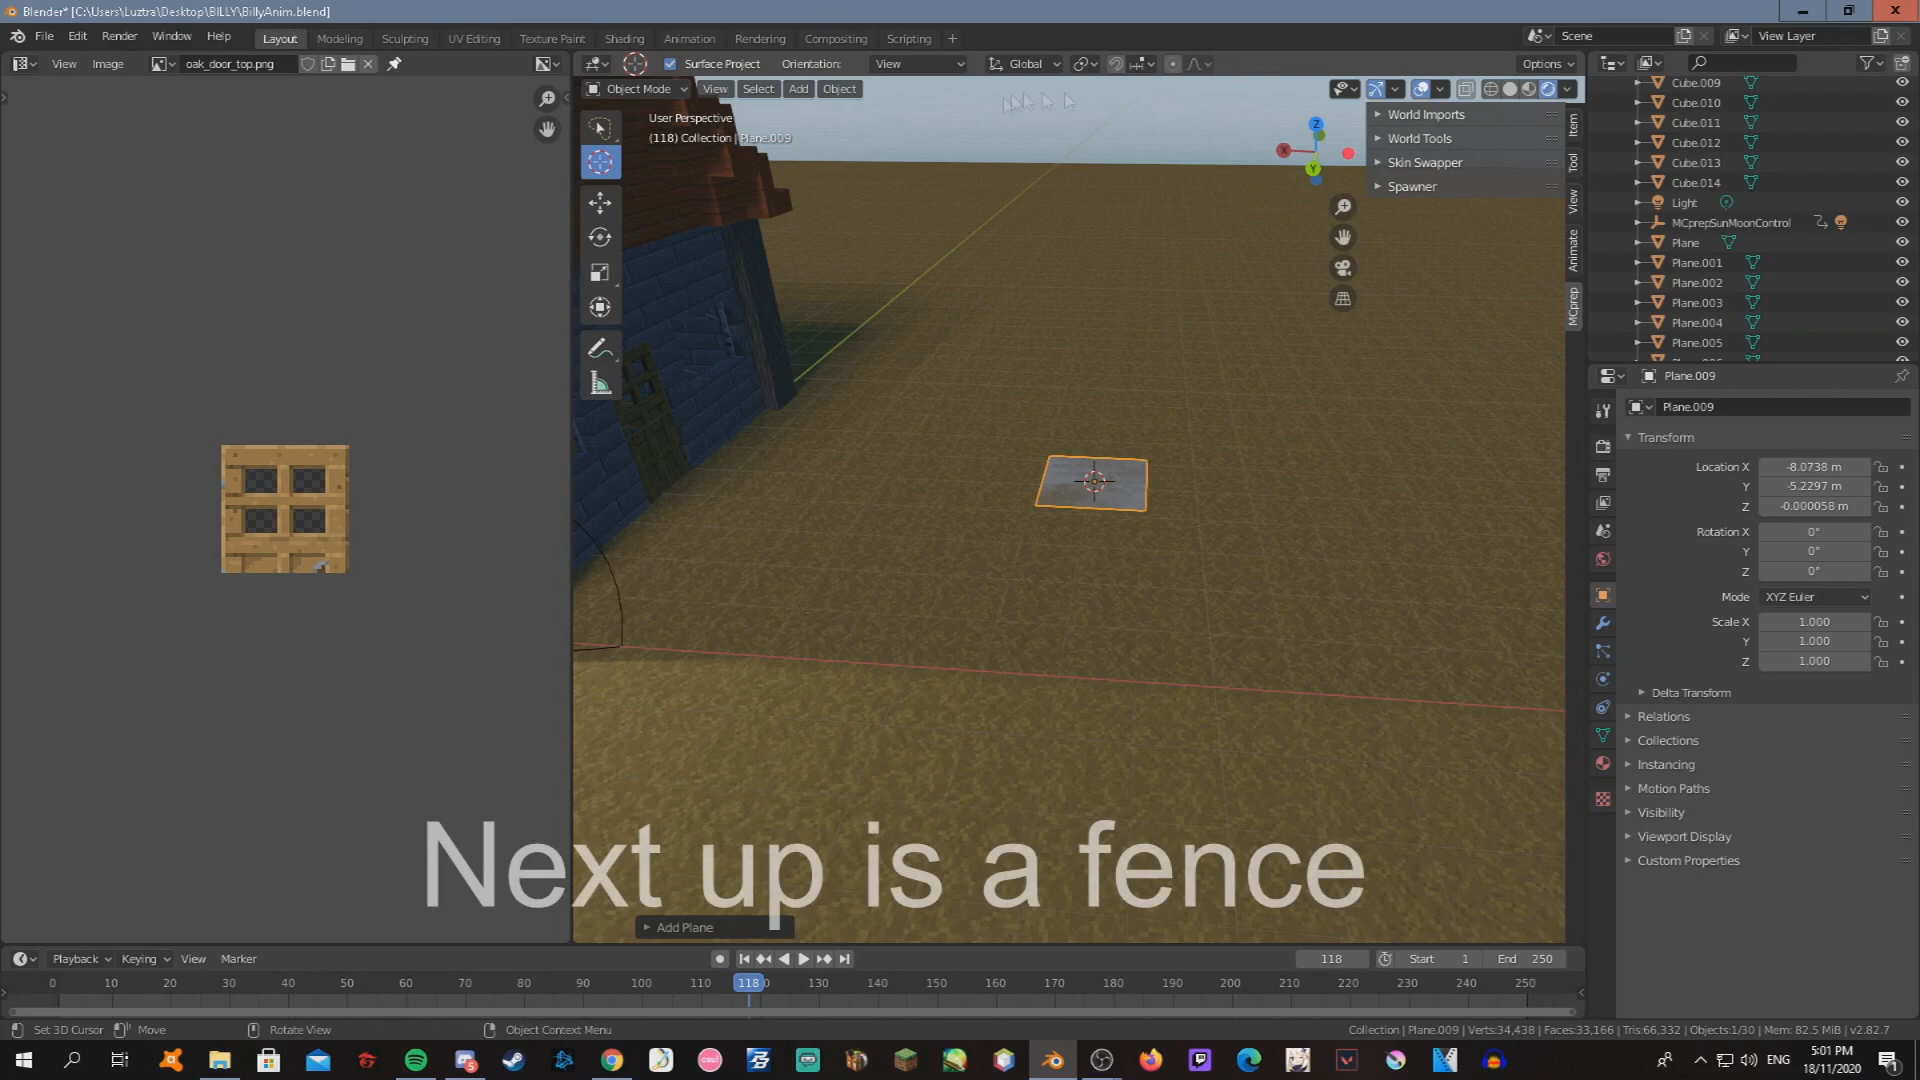 Blender* [C:\Users\Luztra\Desktop\BILLY\BillyAnim.blend]
File Edit Render Window Help Layout Modeling Sculpting UV Editing Texture Paint Shading Animation Rendering Compositing Scripting + Scene View Layer
View Image oak_door_top.png Surface Project Orientation: View Global Options
Object Mode View Select Add Object
User Perspective
(118) Collection | Plane.009
World Imports
World Tools
Skin Swapper
Spawner
Item
Tool
View
Animate
MCprep
X
Y
Z
Cube.009
Cube.010
Cube.011
Cube.012
Cube.013
Cube.014
Light
MCprepSunMoonControl
Plane
Plane.001
Plane.002
Plane.003
Plane.004
Plane.005
Plane.009
Plane.009
Transform
Location X -8.0738 m
Y -5.2297 m
Z -0.000058 m
Rotation X 0°
Y 0°
Z 0°
Mode XYZ Euler
Scale X 1.000
Y 1.000
Z 1.000
Delta Transform
Relations
Collections
Instancing
Motion Paths
Visibility
Viewport Display
Custom Properties
Next up is a fence
Add Plane
Playback Keying View Marker 118 Start 1 End 250
0 10 20 30 40 50 60 70 80 90 100 110 118 130 140 150 160 170 180 190 200 210 220 230 240 250
Set 3D Cursor Move Rotate View Object Context Menu Collection | Plane.009 | Verts:34,438 | Faces:33,166 | Tris:66,332 | Objects:1/30 | Mem: 82.5 MiB | v2.82.7
ENG 5:01 PM
18/11/2020